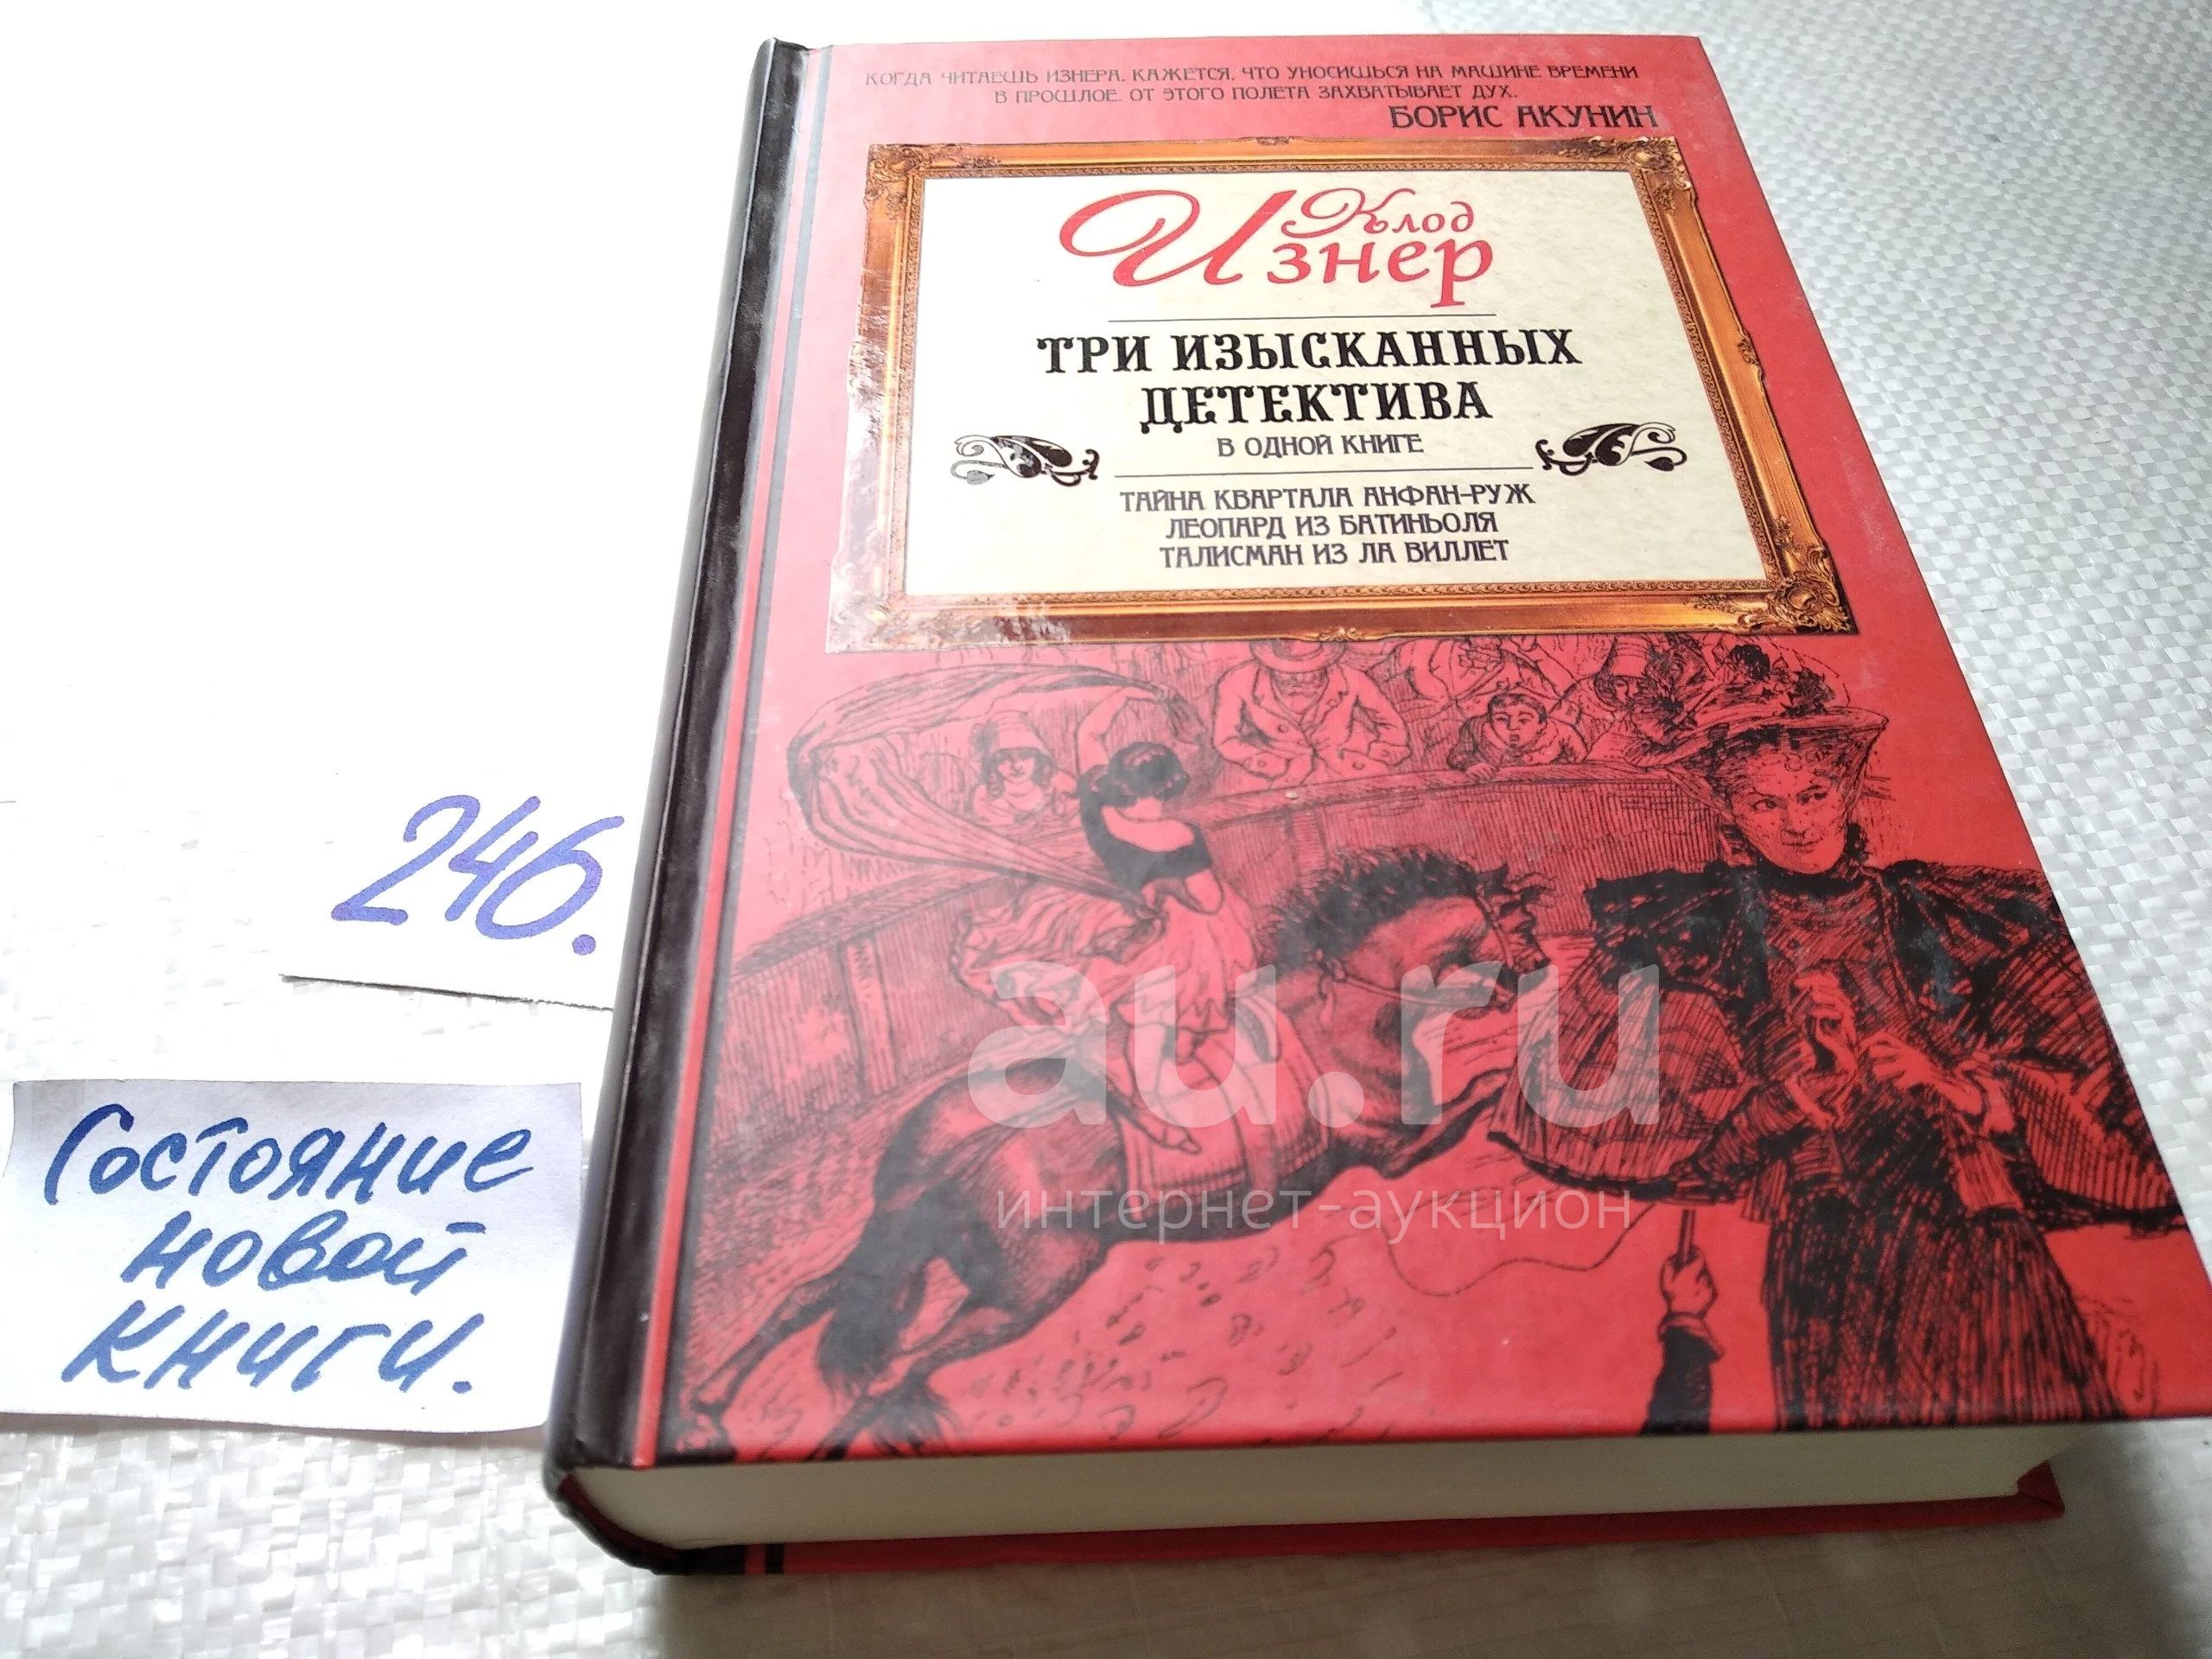 КОГДА ЧИТАЕШЬ ИЗНЕРА, КАЖЕТСЯ, ЧТО УНОСИШЬСЯ НА МАШИНЕ ВРЕМЕНИ
В ПРОШЛОЕ. ОТ ЭТОГО ПОЛЕТА ЗАХВАТЫВАЕТ ДУХ.
БОРИС АКУНИН
Клод
Изнер
ТРИ ИЗЫСКАННЫХ
ДЕТЕКТИВА
В ОДНОЙ КНИГЕ
ТАЙНА КВАРТАЛА АНФАН-РУЖ
ЛЕОПАРД ИЗ БАТИНЬОЛЯ
ТАЛИСМАН ИЗ ЛА ВИЛЛЕТ
246.
Состояние
новой
книги.
au.ru
интернет-аукцион